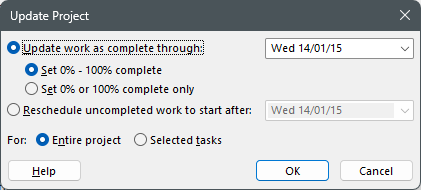 Update Project
Update work as complete through: Wed 14/01/15
Set 0% - 100% complete
Set 0% or 100% complete only
Reschedule uncompleted work to start after: Wed 14/01/15
For: Entire project Selected tasks
Help OK Cancel